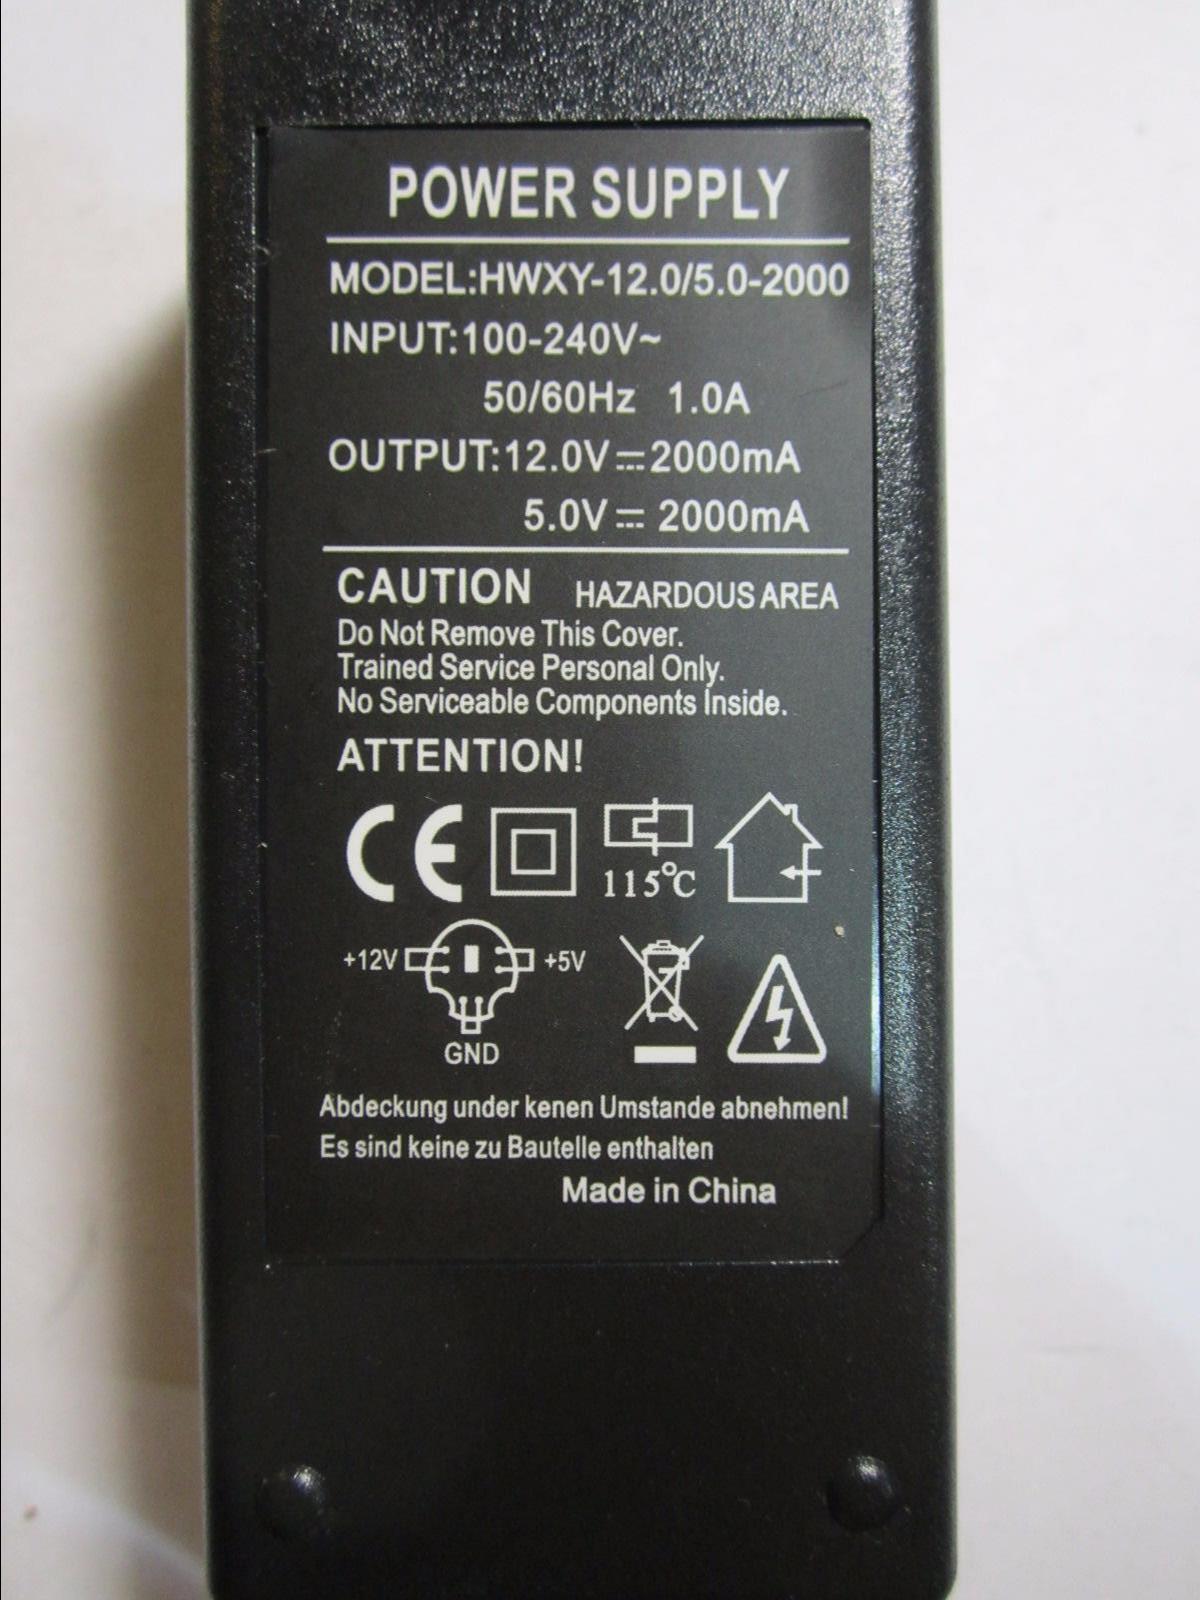 POWER SUPPLY
MODEL:HWXY-12.0/5.0-2000
INPUT:100-240V~
50/60Hz 1.0A
OUTPUT:12.0V⎓2000mA
5.0V⎓2000mA
CAUTION HAZARDOUS AREA
Do Not Remove This Cover.
Trained Service Personal Only.
No Serviceable Components Inside.
ATTENTION!
CE
115℃
+12V +5V
GND
Abdeckung under kenen Umstande abnehmen!
Es sind keine zu Bautelle enthalten
Made in China